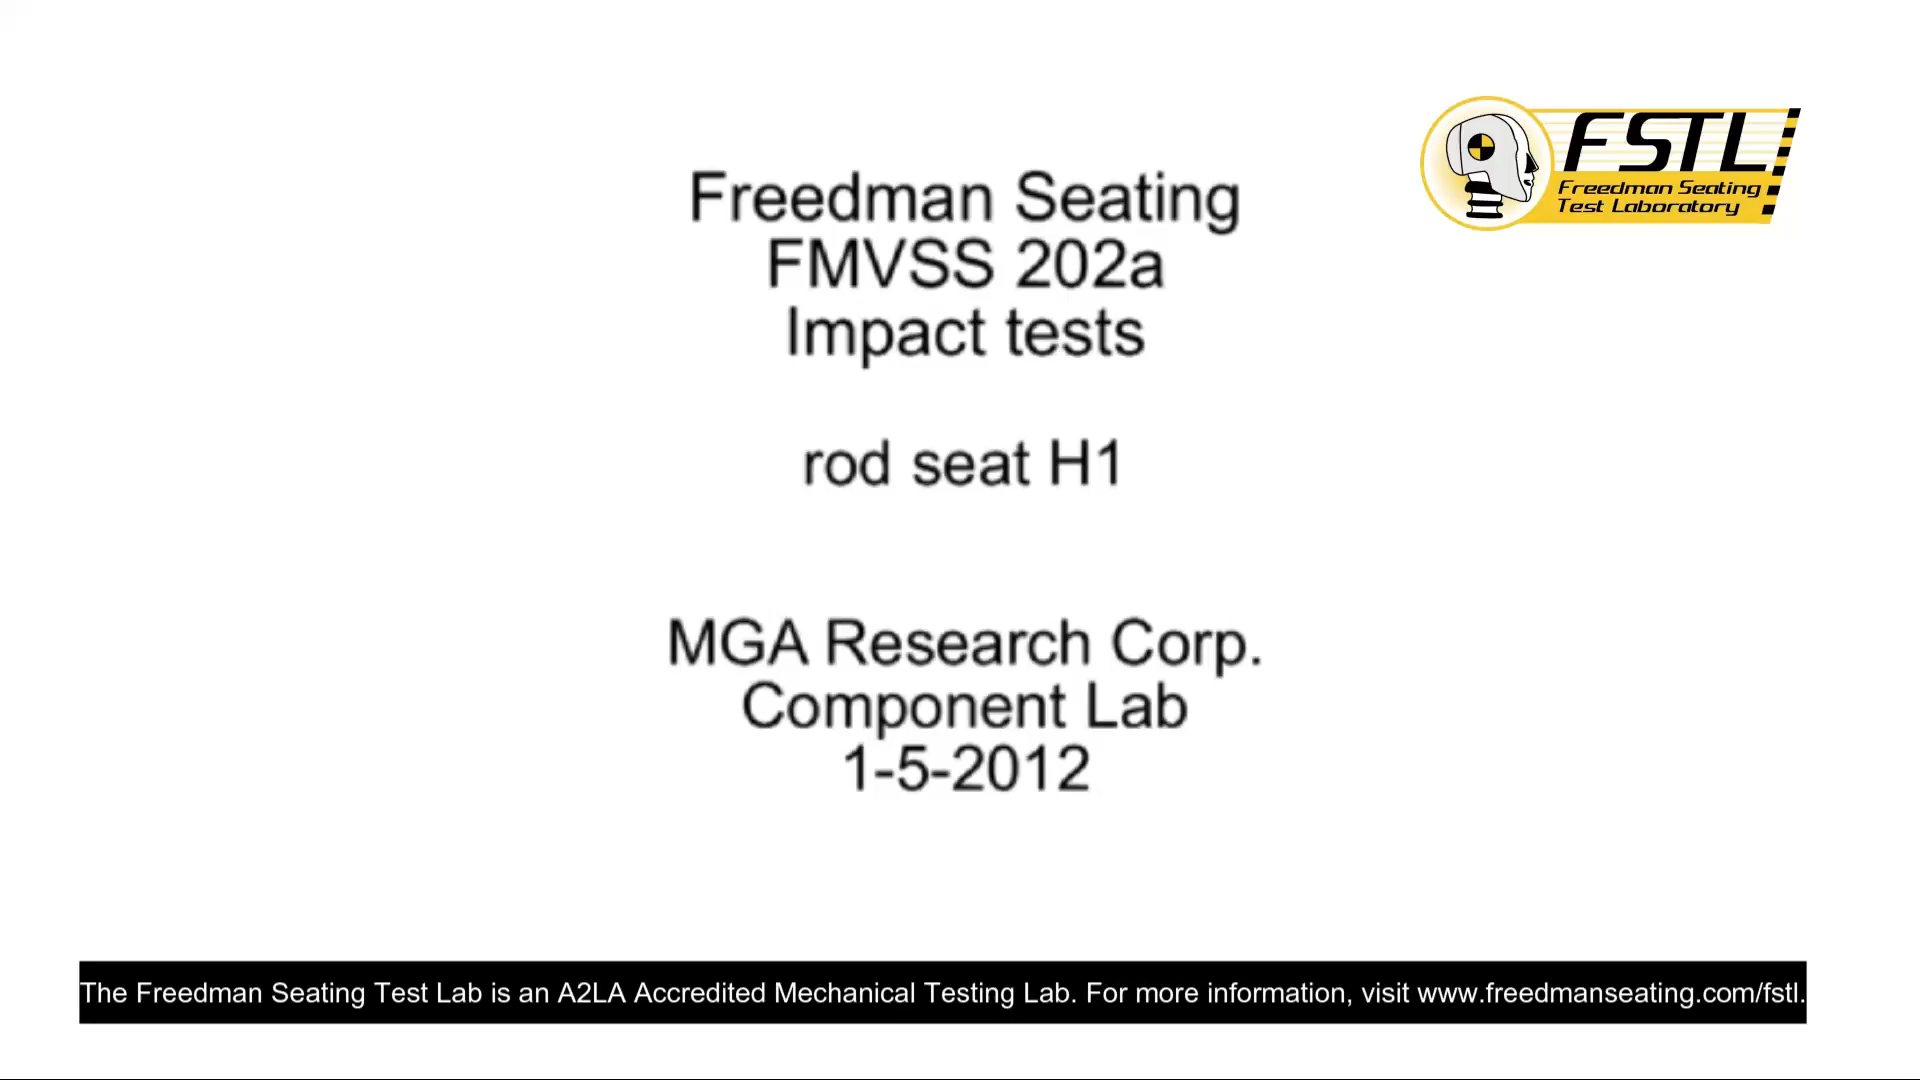 FSTL
Freedman Seating
Test Laboratory
Freedman Seating
FMVSS 202a
Impact tests
rod seat H1
MGA Research Corp.
Component Lab
1-5-2012
The Freedman Seating Test Lab is an A2LA Accredited Mechanical Testing Lab. For more information, visit www.freedmanseating.com/fstl.